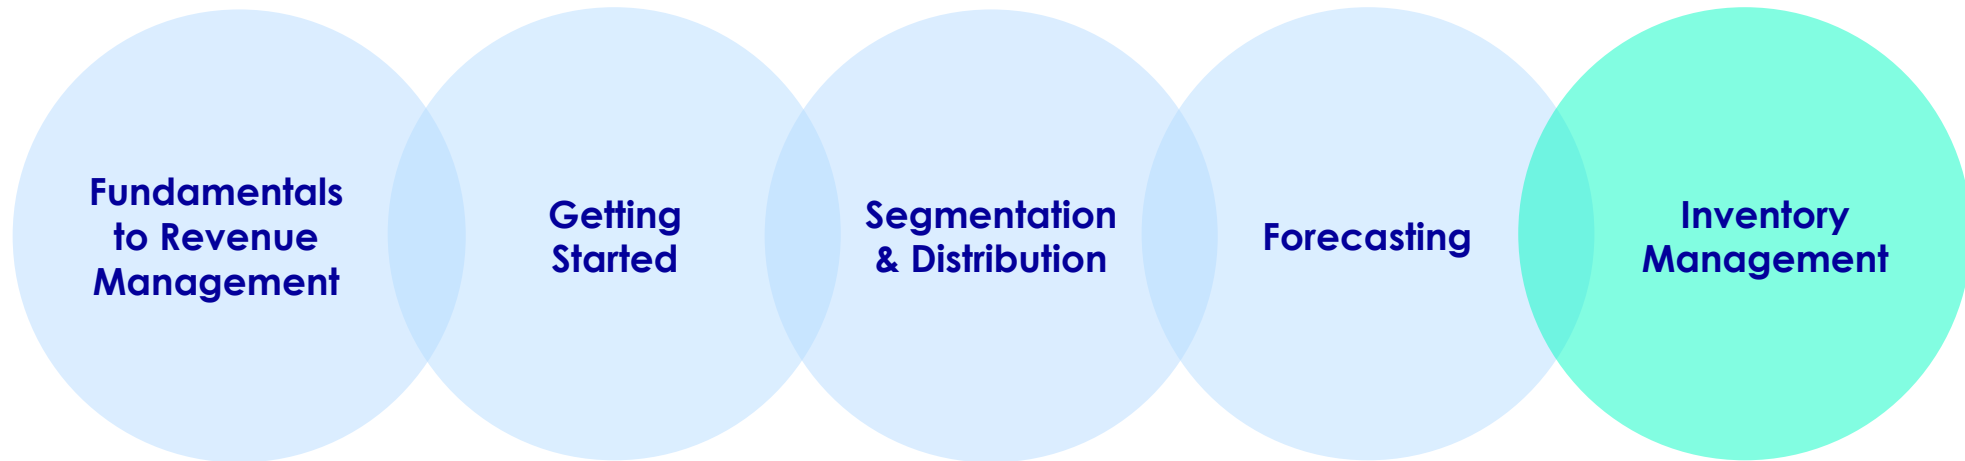 Fundamentals
to Revenue
Management
Getting
Started
Segmentation
& Distribution
Forecasting
Inventory
Management